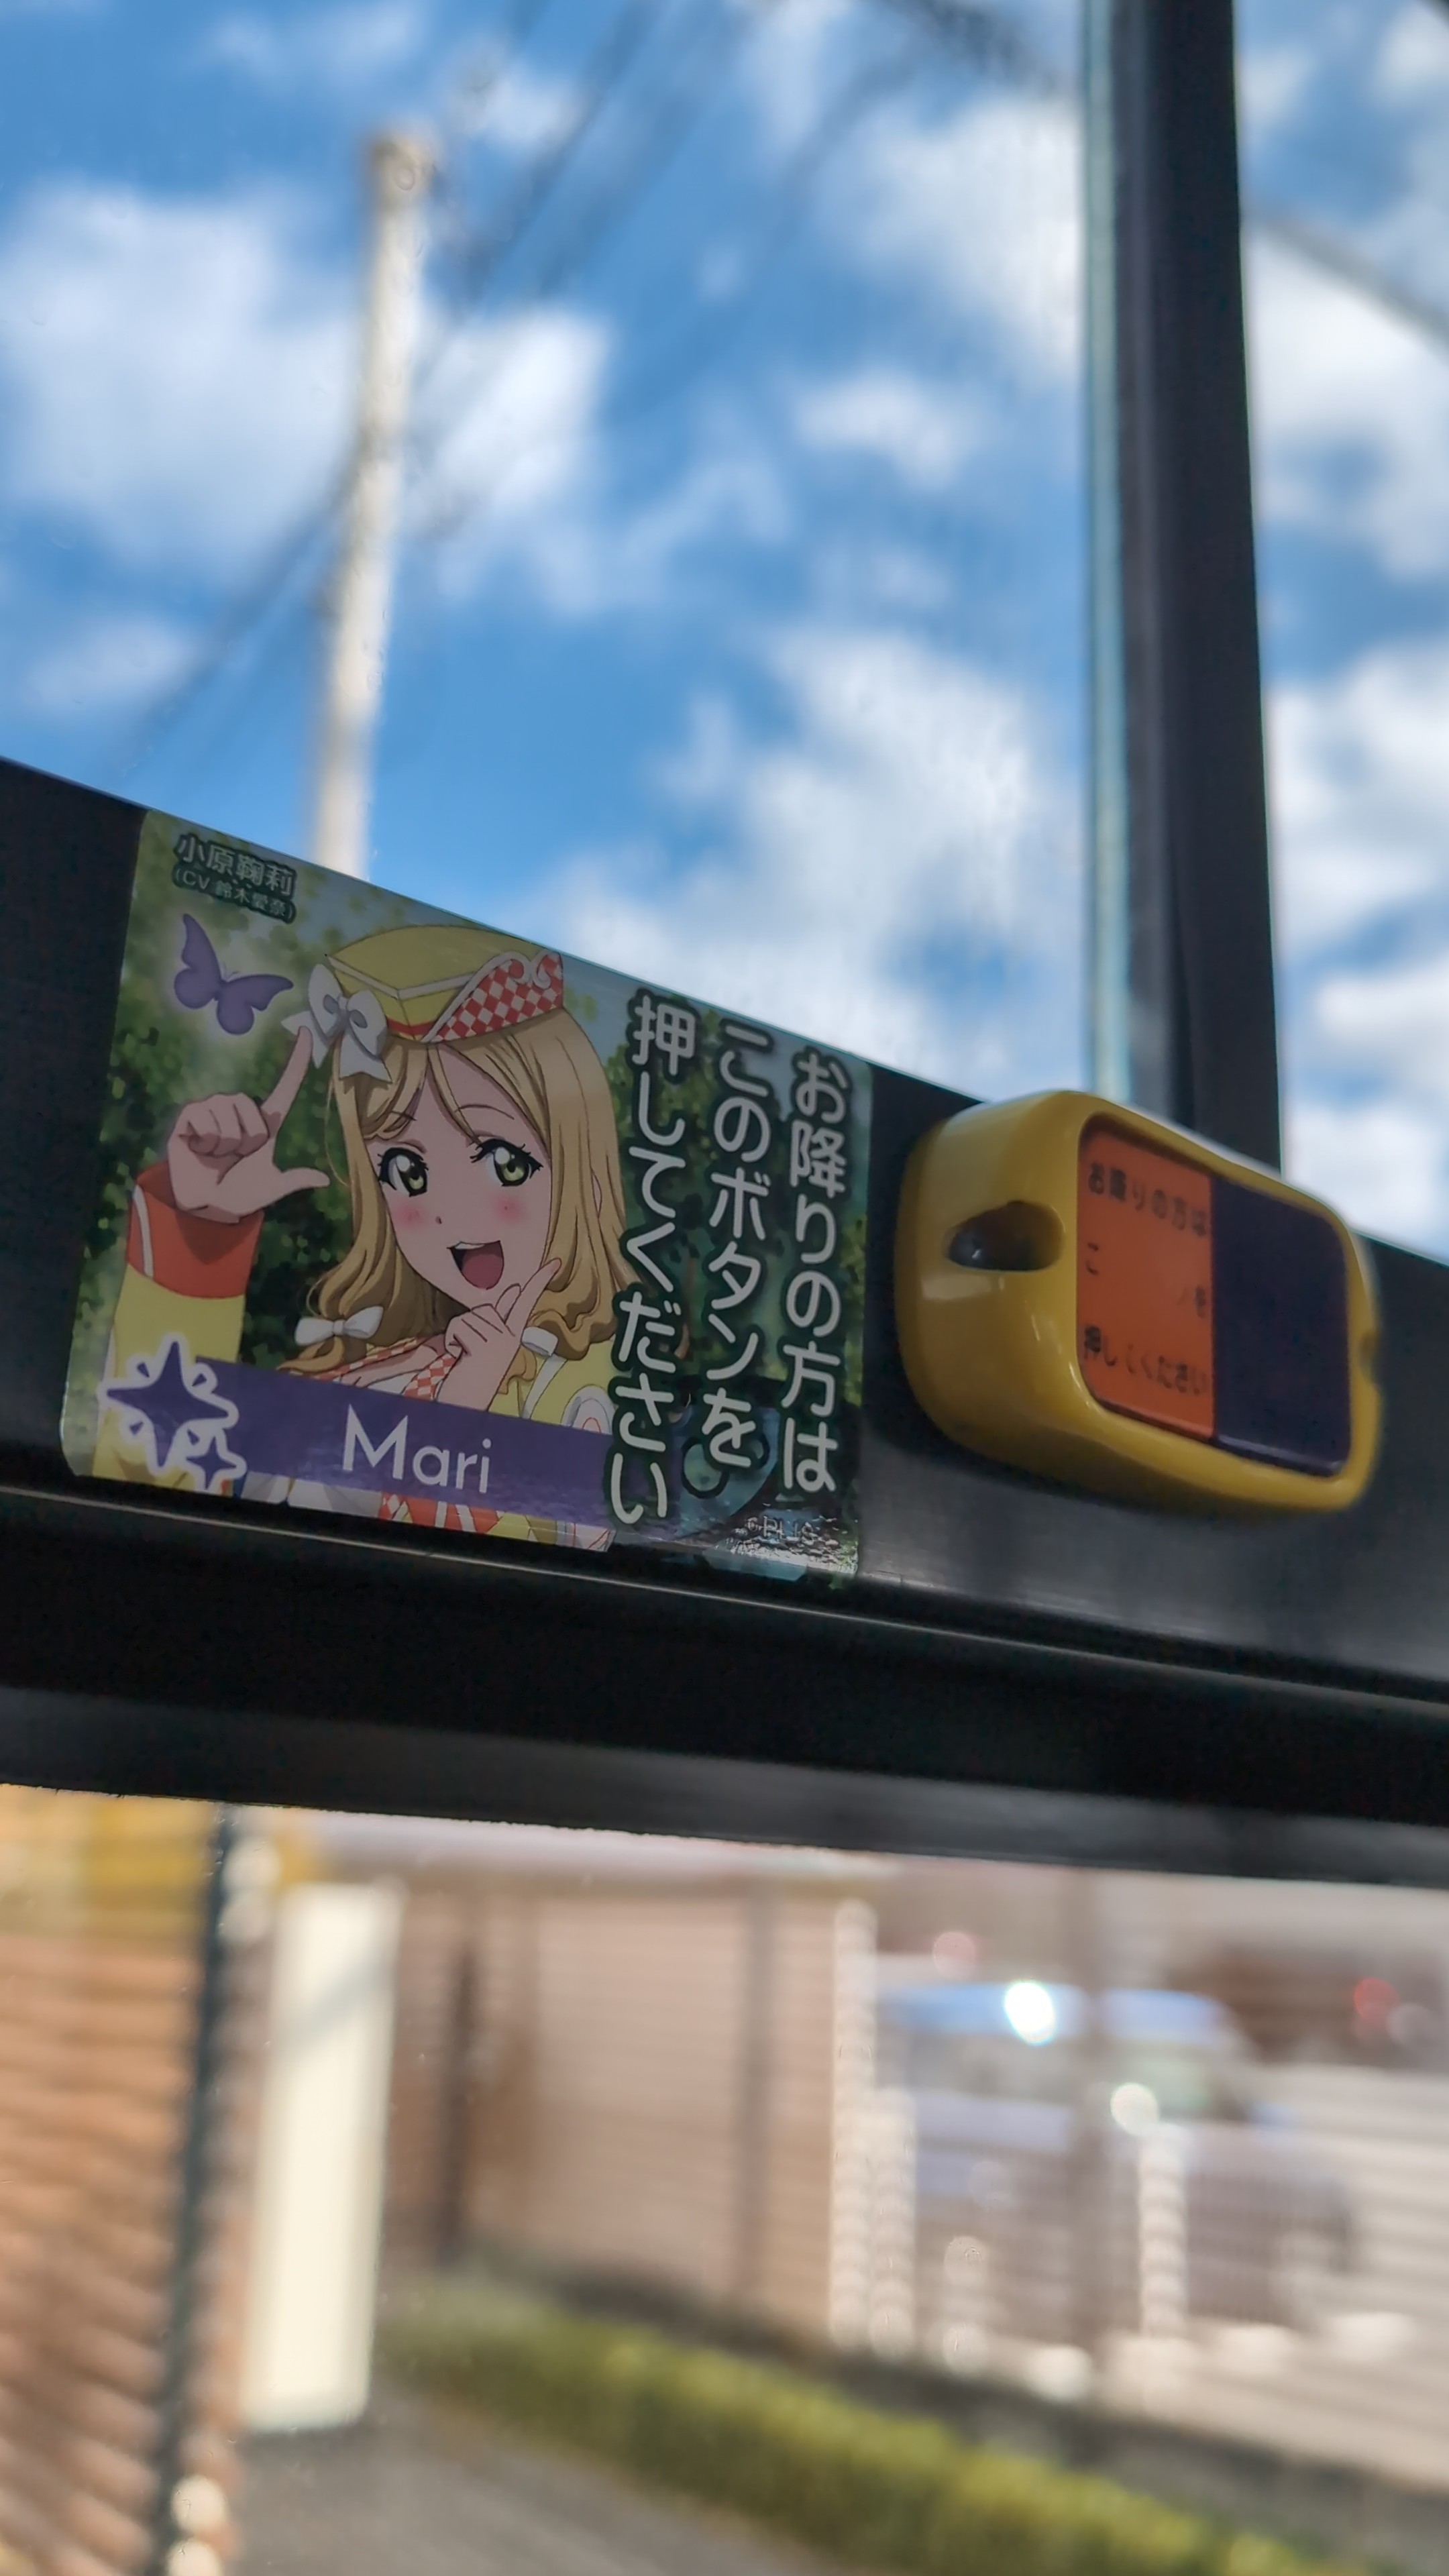 小原鞠莉
(CV 鈴木愛奈)
お降りの方は
このボタンを
押してください
Mari
お降りの方は
こ
を
押しください